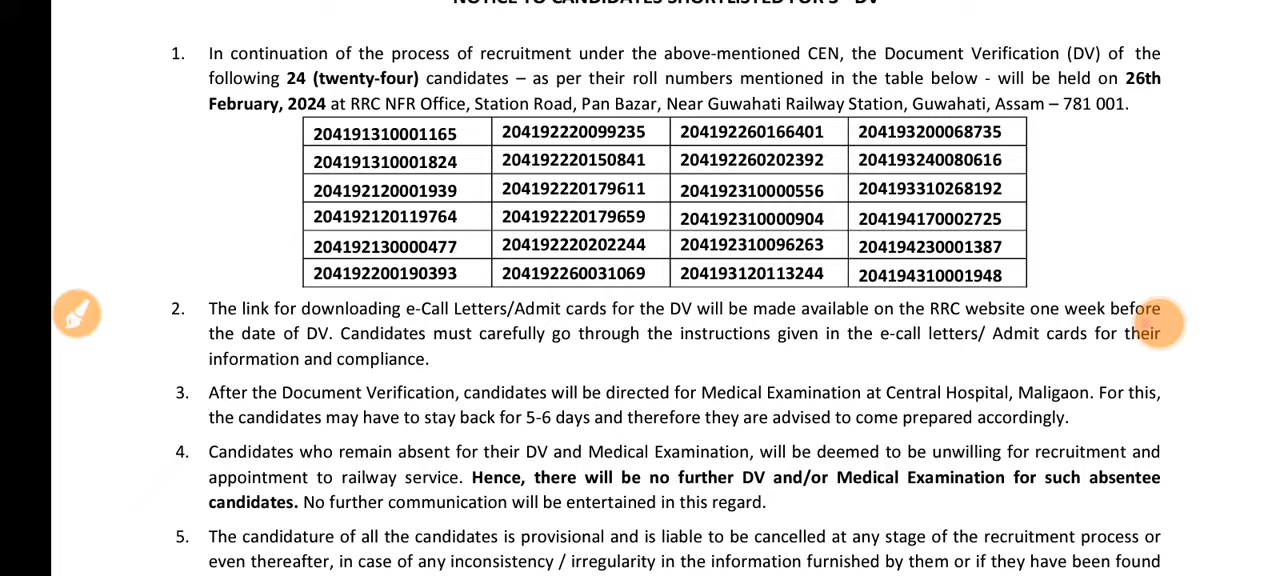 NOTICE TO CANDIDATES SHORTLISTED FOR 3 DV
1. In continuation of the process of recruitment under the above-mentioned CEN, the Document Verification (DV) of the
following 24 (twenty-four) candidates – as per their roll numbers mentioned in the table below - will be held on 26th
February, 2024 at RRC NFR Office, Station Road, Pan Bazar, Near Guwahati Railway Station, Guwahati, Assam – 781 001.
204191310001165 204192220099235 204192260166401 204193200068735
204191310001824 204192220150841 204192260202392 204193240080616
204192120001939 204192220179611 204192310000556 204193310268192
204192120119764 204192220179659 204192310000904 204194170002725
204192130000477 204192220202244 204192310096263 204194230001387
204192200190393 204192260031069 204193120113244 204194310001948
2. The link for downloading e-Call Letters/Admit cards for the DV will be made available on the RRC website one week before
the date of DV. Candidates must carefully go through the instructions given in the e-call letters/ Admit cards for their
information and compliance.
3. After the Document Verification, candidates will be directed for Medical Examination at Central Hospital, Maligaon. For this,
the candidates may have to stay back for 5-6 days and therefore they are advised to come prepared accordingly.
4. Candidates who remain absent for their DV and Medical Examination, will be deemed to be unwilling for recruitment and
appointment to railway service. Hence, there will be no further DV and/or Medical Examination for such absentee
candidates. No further communication will be entertained in this regard.
5. The candidature of all the candidates is provisional and is liable to be cancelled at any stage of the recruitment process or
even thereafter, in case of any inconsistency / irregularity in the information furnished by them or if they have been found